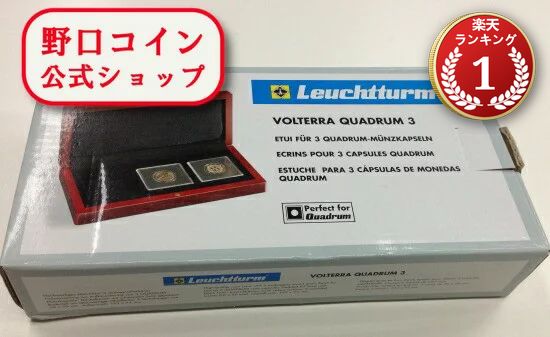 野口コイン
公式ショップ
楽天
ランキング
1
Leuchtturm
VOLTERRA QUADRUM 3
ETUI FÜR 3 QUADRUM-MÜNZKAPSELN
ECRINS POUR 3 CAPSULES QUADRUM
ESTUCHE PARA 3 CÁPSULAS DE MONEDAS
QUADRUM
Perfect for
Quadrum
Leuchtturm
VOLTERRA QUADRUM 3